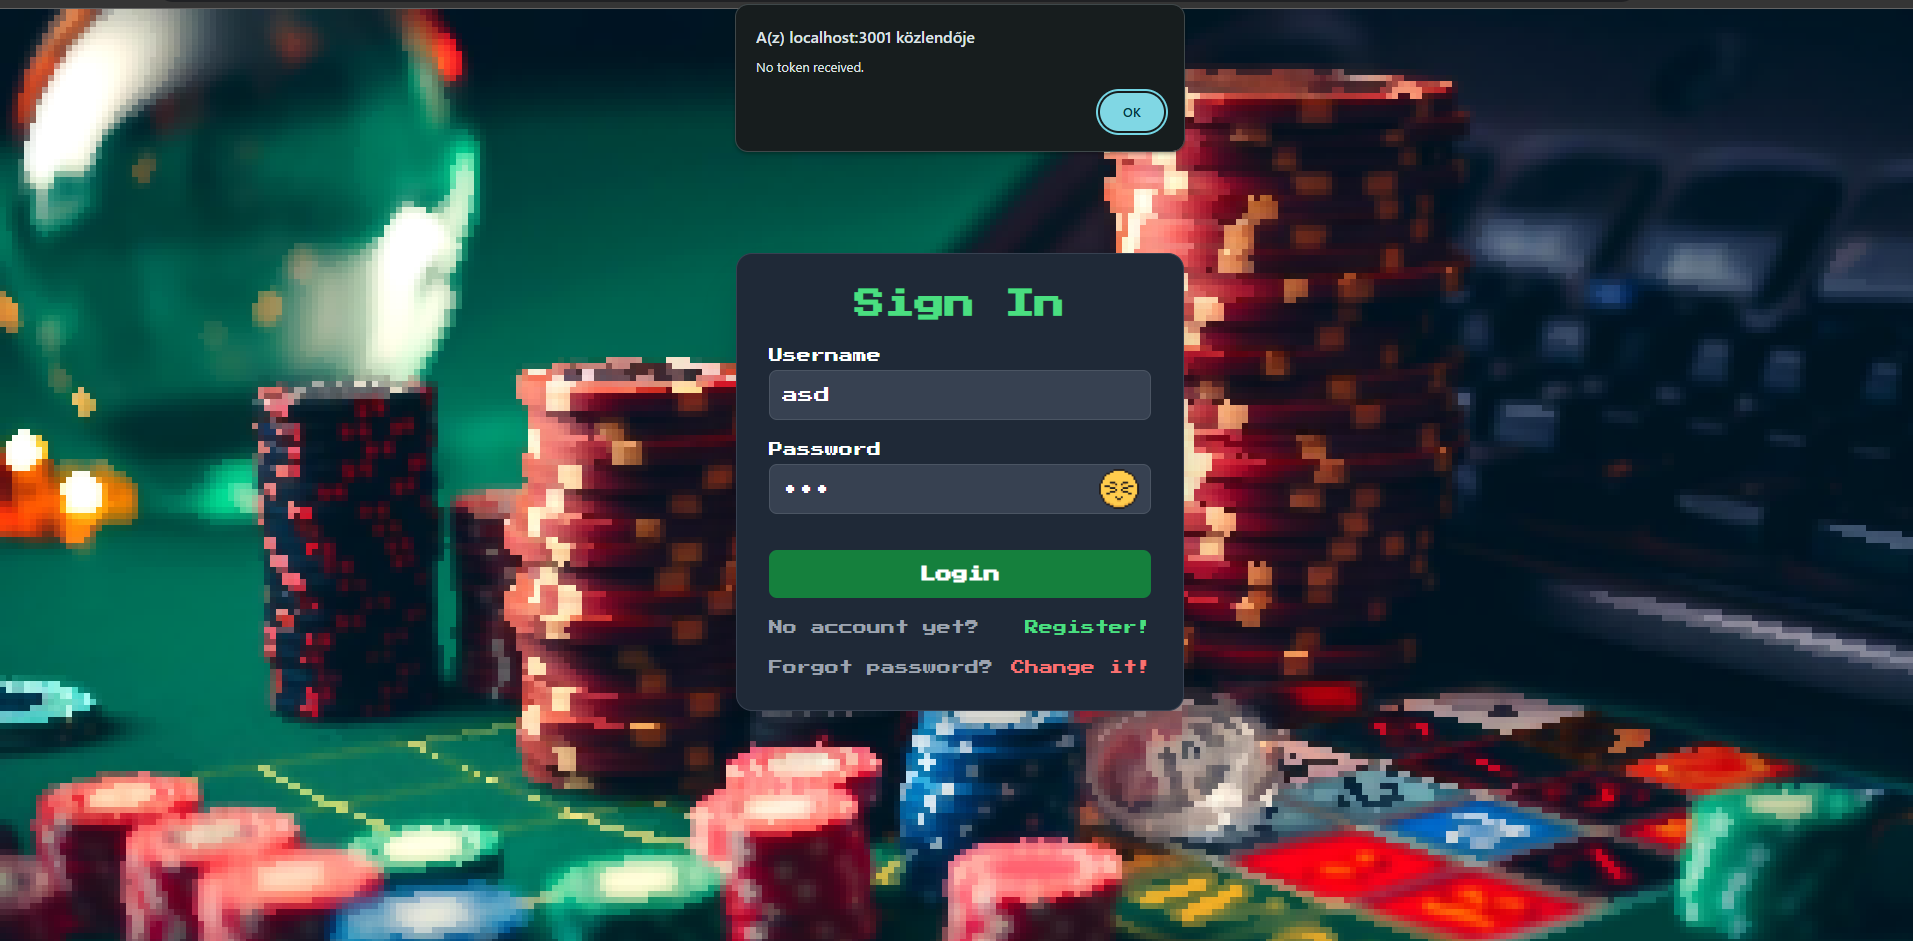 A(z) localhost:3001 közlendője
No token received.
OK
Sign In
Username
asd
Password
Login
No account yet? Register!
Forgot password? Change it!